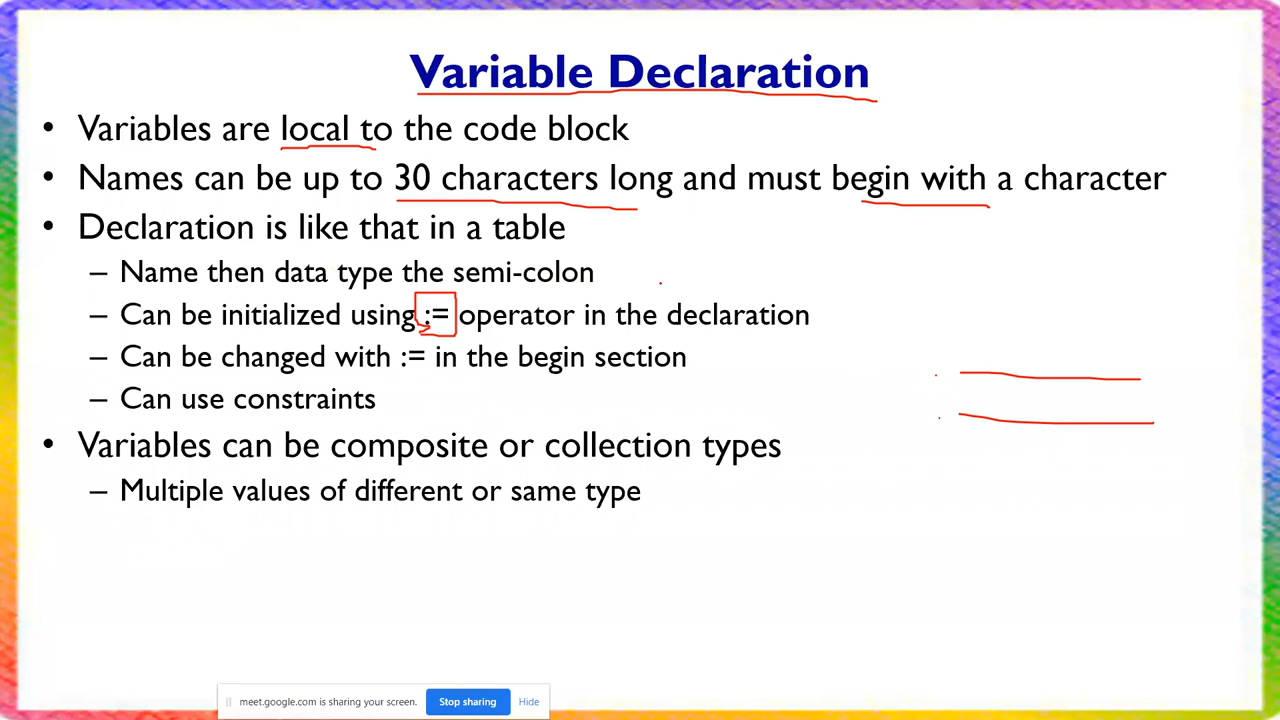 Variable Declaration
• Variables are local to the code block
• Names can be up to 30 characters long and must begin with a character
• Declaration is like that in a table
– Name then data type the semi-colon
– Can be initialized using := operator in the declaration
– Can be changed with := in the begin section
– Can use constraints
• Variables can be composite or collection types
– Multiple values of different or same type
meet.google.com is sharing your screen. Stop sharing Hide